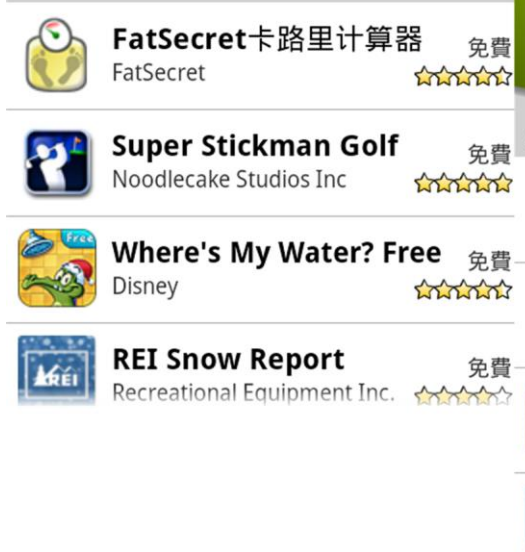 FatSecret卡路里计算器
免費
FatSecret
Super Stickman Golf
免費
Noodlecake Studios Inc
Free
Where's My Water? Free
免費
Disney
REI
REI Snow Report
免費
Recreational Equipment Inc.